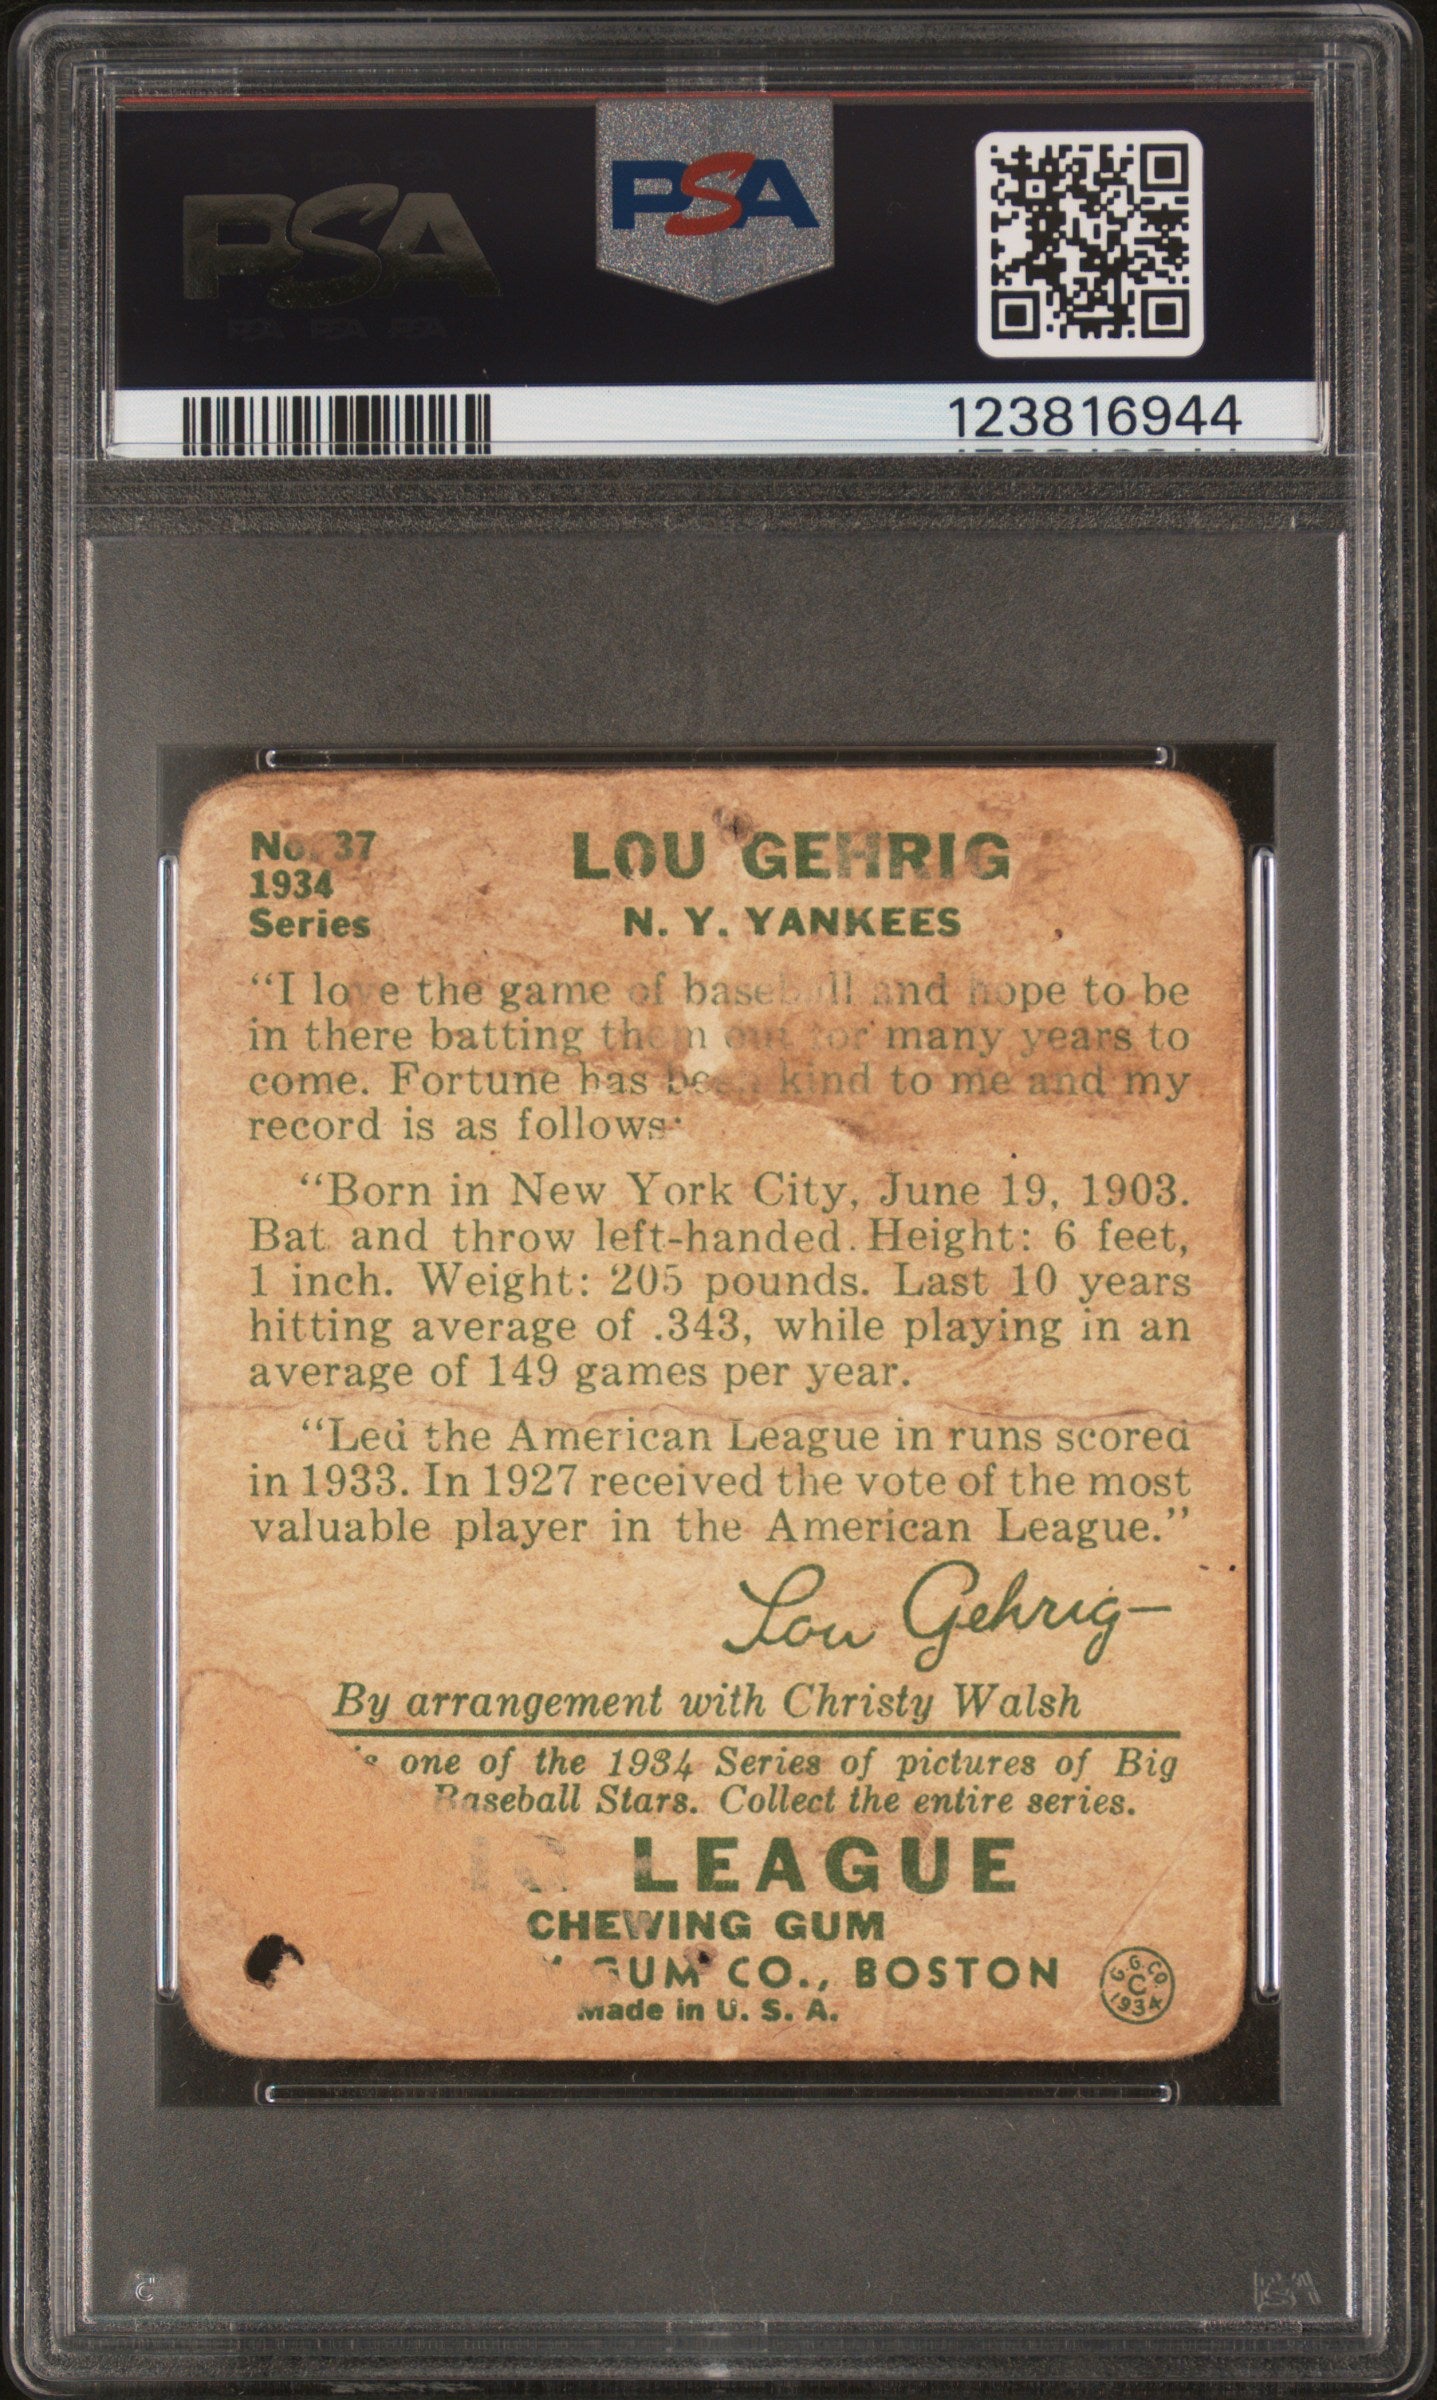 PSA
PSA
123816944
No. 37
1934
Series
LOU GEHRIG
N. Y. YANKEES
“I love the game of baseball and hope to be
in there batting them out for many years to
come. Fortune has been kind to me and my
record is as follows:
“Born in New York City, June 19, 1903.
Bat and throw left-handed. Height: 6 feet,
1 inch. Weight: 205 pounds. Last 10 years
hitting average of .343, while playing in an
average of 149 games per year.
“Led the American League in runs scored
in 1933. In 1927 received the vote of the most
valuable player in the American League.”
Lou Gehrig
By arrangement with Christy Walsh
one of the 1934 Series of pictures of Big
Baseball Stars. Collect the entire series.
LEAGUE
CHEWING GUM
GUM CO., BOSTON
Made in U. S. A.
G. G. CO.
C
1934